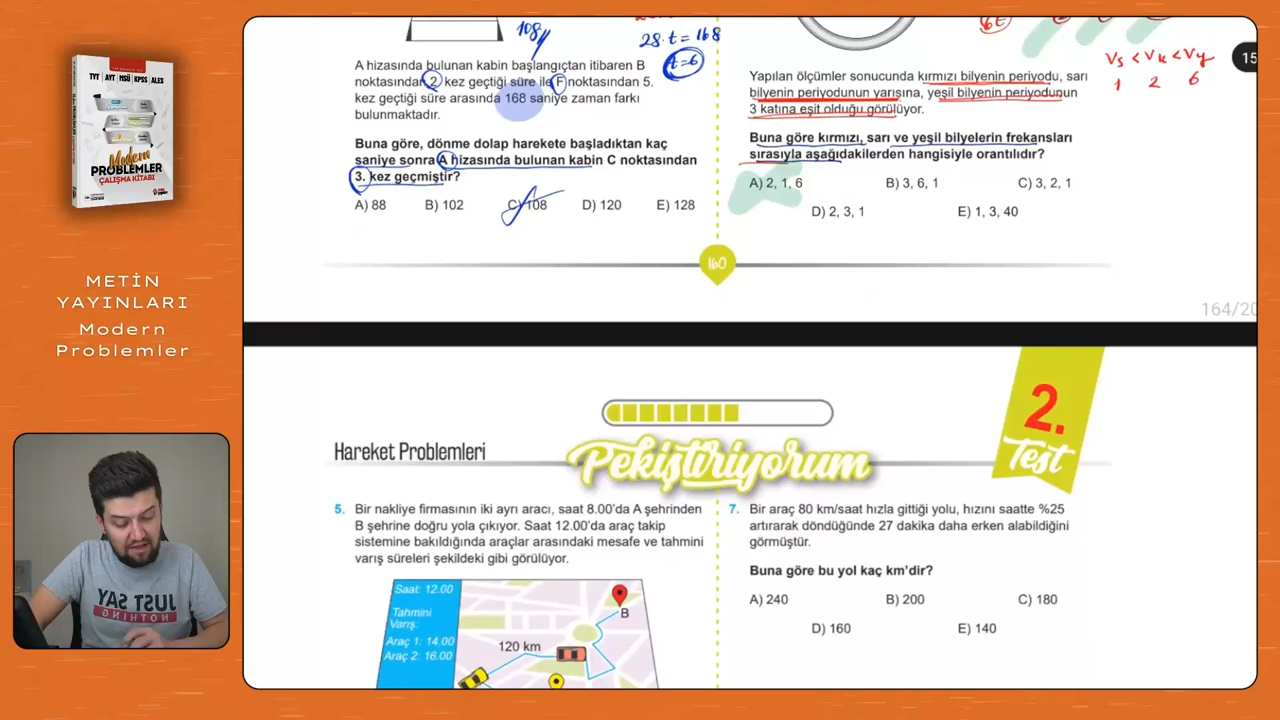 TYT | AYT | MSÜ | KPSS | ALES
Modern
PROBLEMLER
ÇALIŞMA KİTABI
METİN
YAYINLARI
Modern
Problemler
JUST SAY
NOTHING
108
28.t = 168
t=6
A hizasında bulunan kabin başlangıçtan itibaren B
noktasından 2 kez geçtiği süre ile F noktasından 5.
kez geçtiği süre arasında 168 saniye zaman farkı
bulunmaktadır.
Buna göre, dönme dolap harekete başladıktan kaç
saniye sonra A hizasında bulunan kabin C noktasından
3. kez geçmiştir?
A) 88 B) 102 C) 108 D) 120 E) 128
6t
Vs < Vk < Vy
1 2 6
15
Yapılan ölçümler sonucunda kırmızı bilyenin periyodu, sarı
bilyenin periyodunun yarısına, yeşil bilyenin periyodunun
3 katına eşit olduğu görülüyor.
Buna göre kırmızı, sarı ve yeşil bilyelerin frekansları
sırasıyla aşağıdakilerden hangisiyle orantılıdır?
A) 2, 1, 6 B) 3, 6, 1 C) 3, 2, 1
D) 2, 3, 1 E) 1, 3, 40
160
164/20
Hareket Problemleri
Pekiştiriyorum
2.
Test
5. Bir nakliye firmasının iki ayrı aracı, saat 8.00'da A şehrinden
B şehrine doğru yola çıkıyor. Saat 12.00'da araç takip
sistemine bakıldığında araçlar arasındaki mesafe ve tahmini
varış süreleri şekildeki gibi görülüyor.
Saat: 12.00
Tahmini
Varış:
Araç 1: 14.00
Araç 2: 16.00
120 km
B
7. Bir araç 80 km/saat hızla gittiği yolu, hızını saatte %25
artırarak döndüğünde 27 dakika daha erken alabildiğini
görmüştür.
Buna göre bu yol kaç km'dir?
A) 240 B) 200 C) 180
D) 160 E) 140